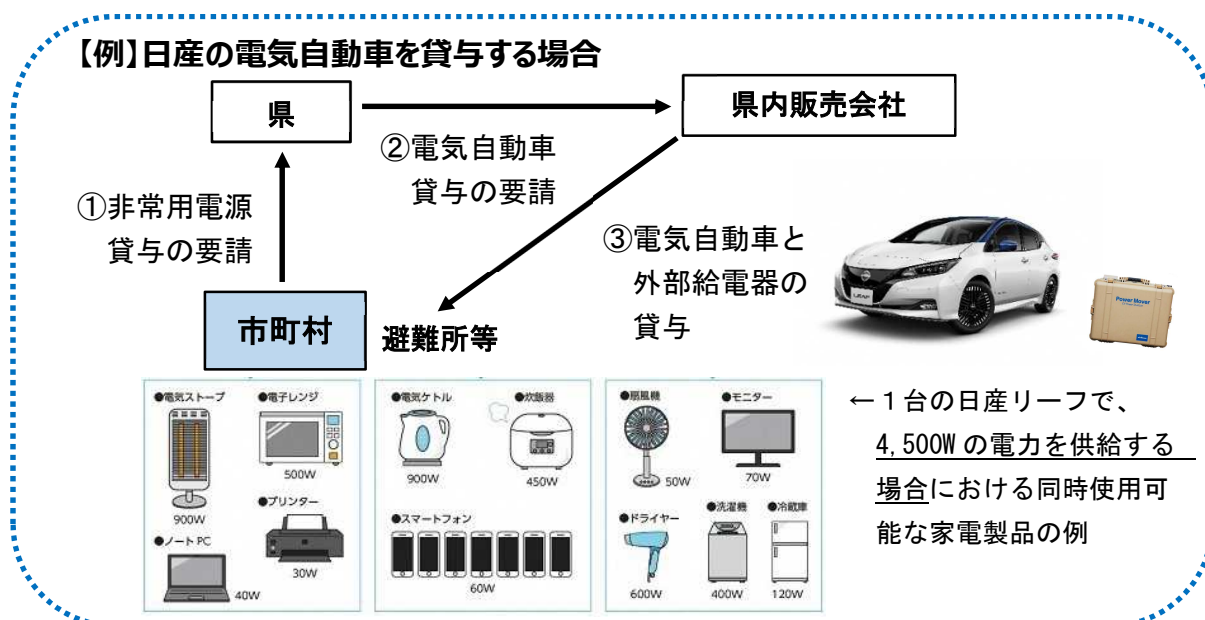 【例】日産の電気自動車を貸与する場合
県
県内販売会社
②電気自動車
貸与の要請
①非常用電源
貸与の要請
③電気自動車と
外部給電器の
貸与
市町村
避難所等
LEAF
Power Mover
●電気ストーブ
●電子レンジ
500W
900W
●プリンター
30W
●ノートPC
40W
●電気ケトル
●炊飯器
900W
450W
●スマートフォン
60W
●扇風機
●モニター
50W
70W
●ドライヤー
●洗濯機
●冷蔵庫
600W
400W
120W
←1台の日産リーフで、
4,500Wの電力を供給する
場合における同時使用可
能な家電製品の例